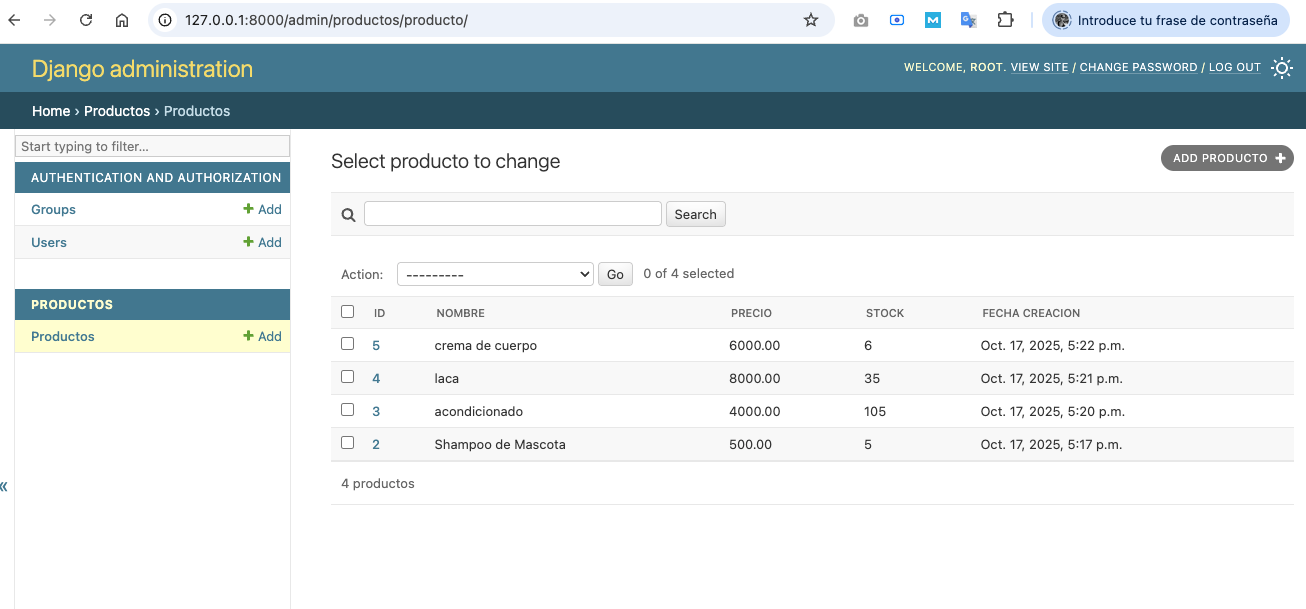 127.0.0.1:8000/admin/productos/producto/
Introduce tu frase de contraseña
Django administration
WELCOME, ROOT. VIEW SITE / CHANGE PASSWORD / LOG OUT
Home › Productos › Productos
Start typing to filter...
AUTHENTICATION AND AUTHORIZATION
Groups + Add
Users + Add
PRODUCTOS
Productos + Add
«
Select producto to change
ADD PRODUCTO +
Search
Action: --------- Go 0 of 4 selected
ID NOMBRE PRECIO STOCK FECHA CREACION
5 crema de cuerpo 6000.00 6 Oct. 17, 2025, 5:22 p.m.
4 laca 8000.00 35 Oct. 17, 2025, 5:21 p.m.
3 acondicionado 4000.00 105 Oct. 17, 2025, 5:20 p.m.
2 Shampoo de Mascota 500.00 5 Oct. 17, 2025, 5:17 p.m.
4 productos